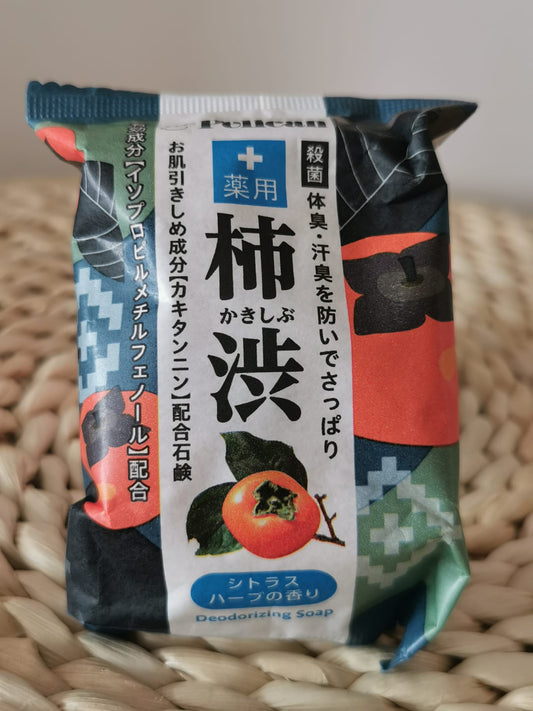 Pelican
殺菌
体臭・汗臭を防いでさっぱり
薬用
柿渋
かきしぶ
お肌引きしめ成分【カキタンニン】配合石鹸
成分【イソプロピルメチルフェノール】配合
シトラス
ハーブの香り
Deodorizing Soap